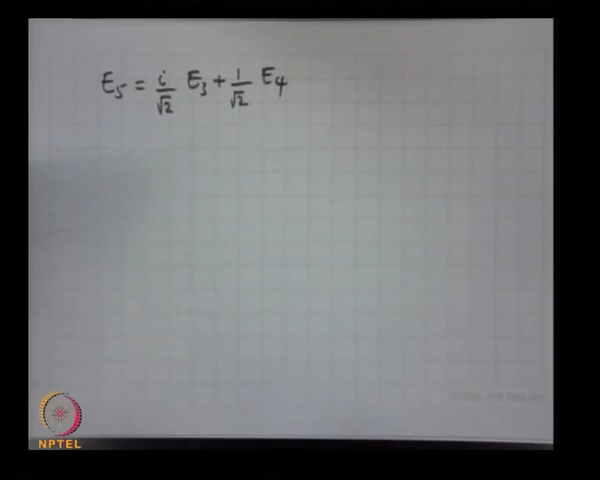 E₅ = i/√2 E₃ + 1/√2 E₄
NPTEL